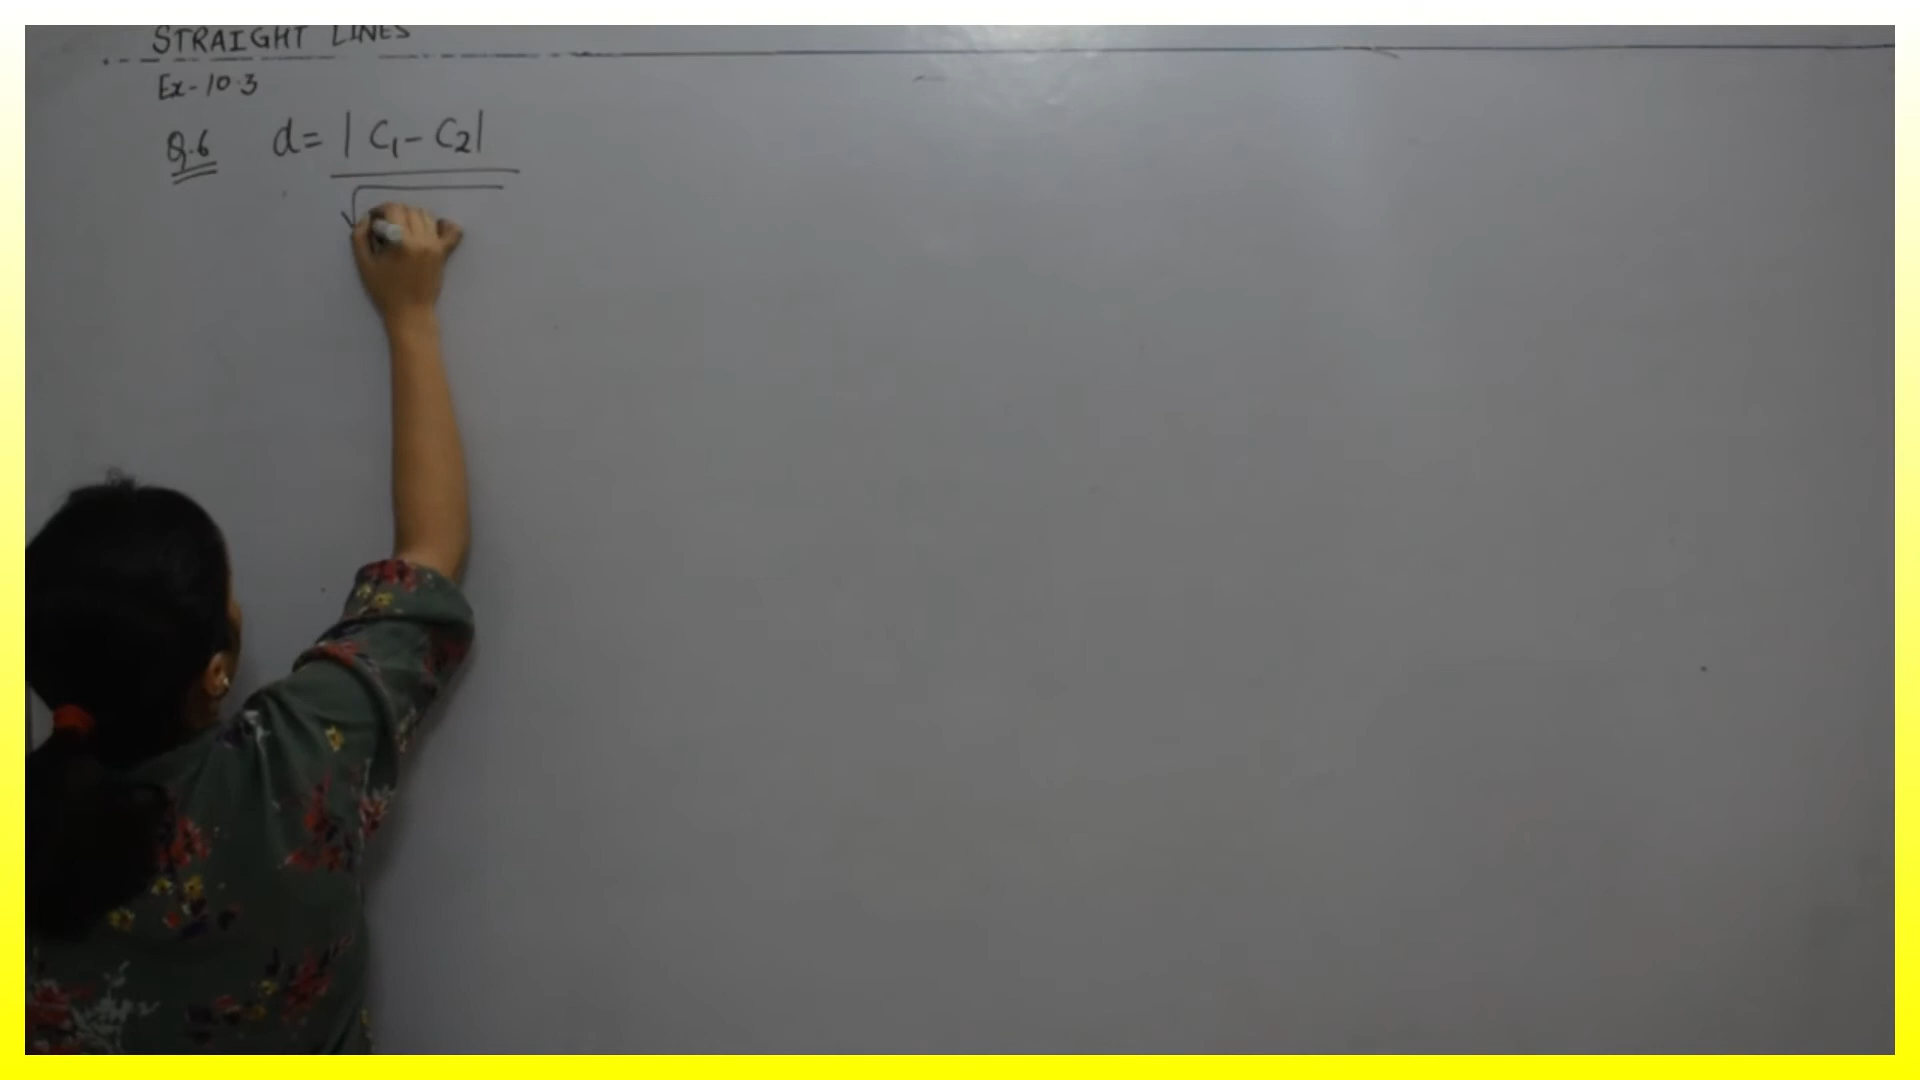 STRAIGHT LINES
Ex-10.3
Q.6 d= |C₁-C₂|
√